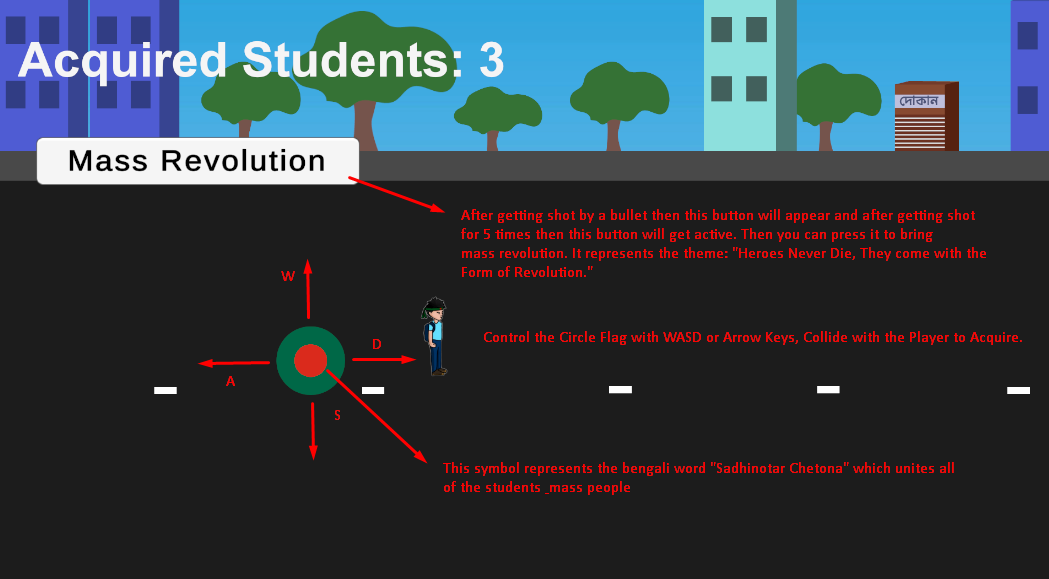 Acquired Students: 3
দোকান
Mass Revolution
After getting shot by a bullet then this button will appear and after getting shot
for 5 times then this button will get active. Then you can press it to bring
mass revolution. It represents the theme: "Heroes Never Die, They come with the
Form of Revolution."
W
Control the Circle Flag with WASD or Arrow Keys, Collide with the Player to Acquire.
D
A
S
This symbol represents the bengali word "Sadhinotar Chetona" which unites all
of the students _mass people